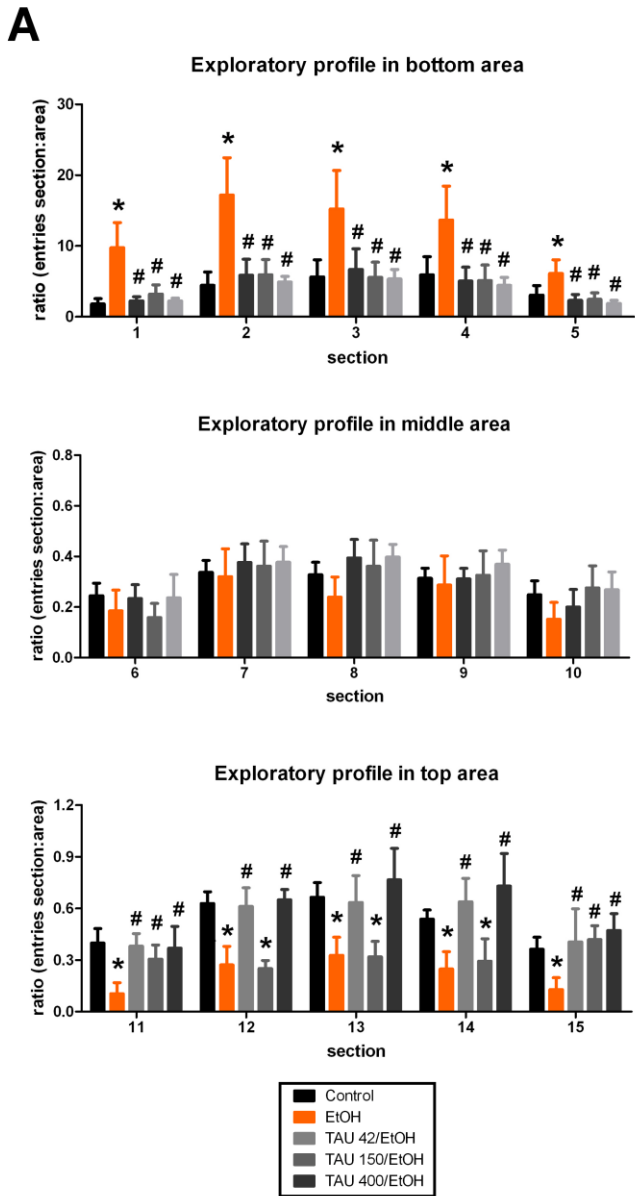 A
Exploratory profile in bottom area
ratio (entries section:area)
30
20
10
0
* # # #
* # # #
* # # #
* # # #
* # # #
1 2 3 4 5
section
Exploratory profile in middle area
ratio (entries section:area)
0.8
0.6
0.4
0.2
0.0
6 7 8 9 10
section
Exploratory profile in top area
ratio (entries section:area)
1.2
0.9
0.6
0.3
0.0
* # # #
* # * #
* # * #
* # * #
* # # #
11 12 13 14 15
section
Control
EtOH
TAU 42/EtOH
TAU 150/EtOH
TAU 400/EtOH